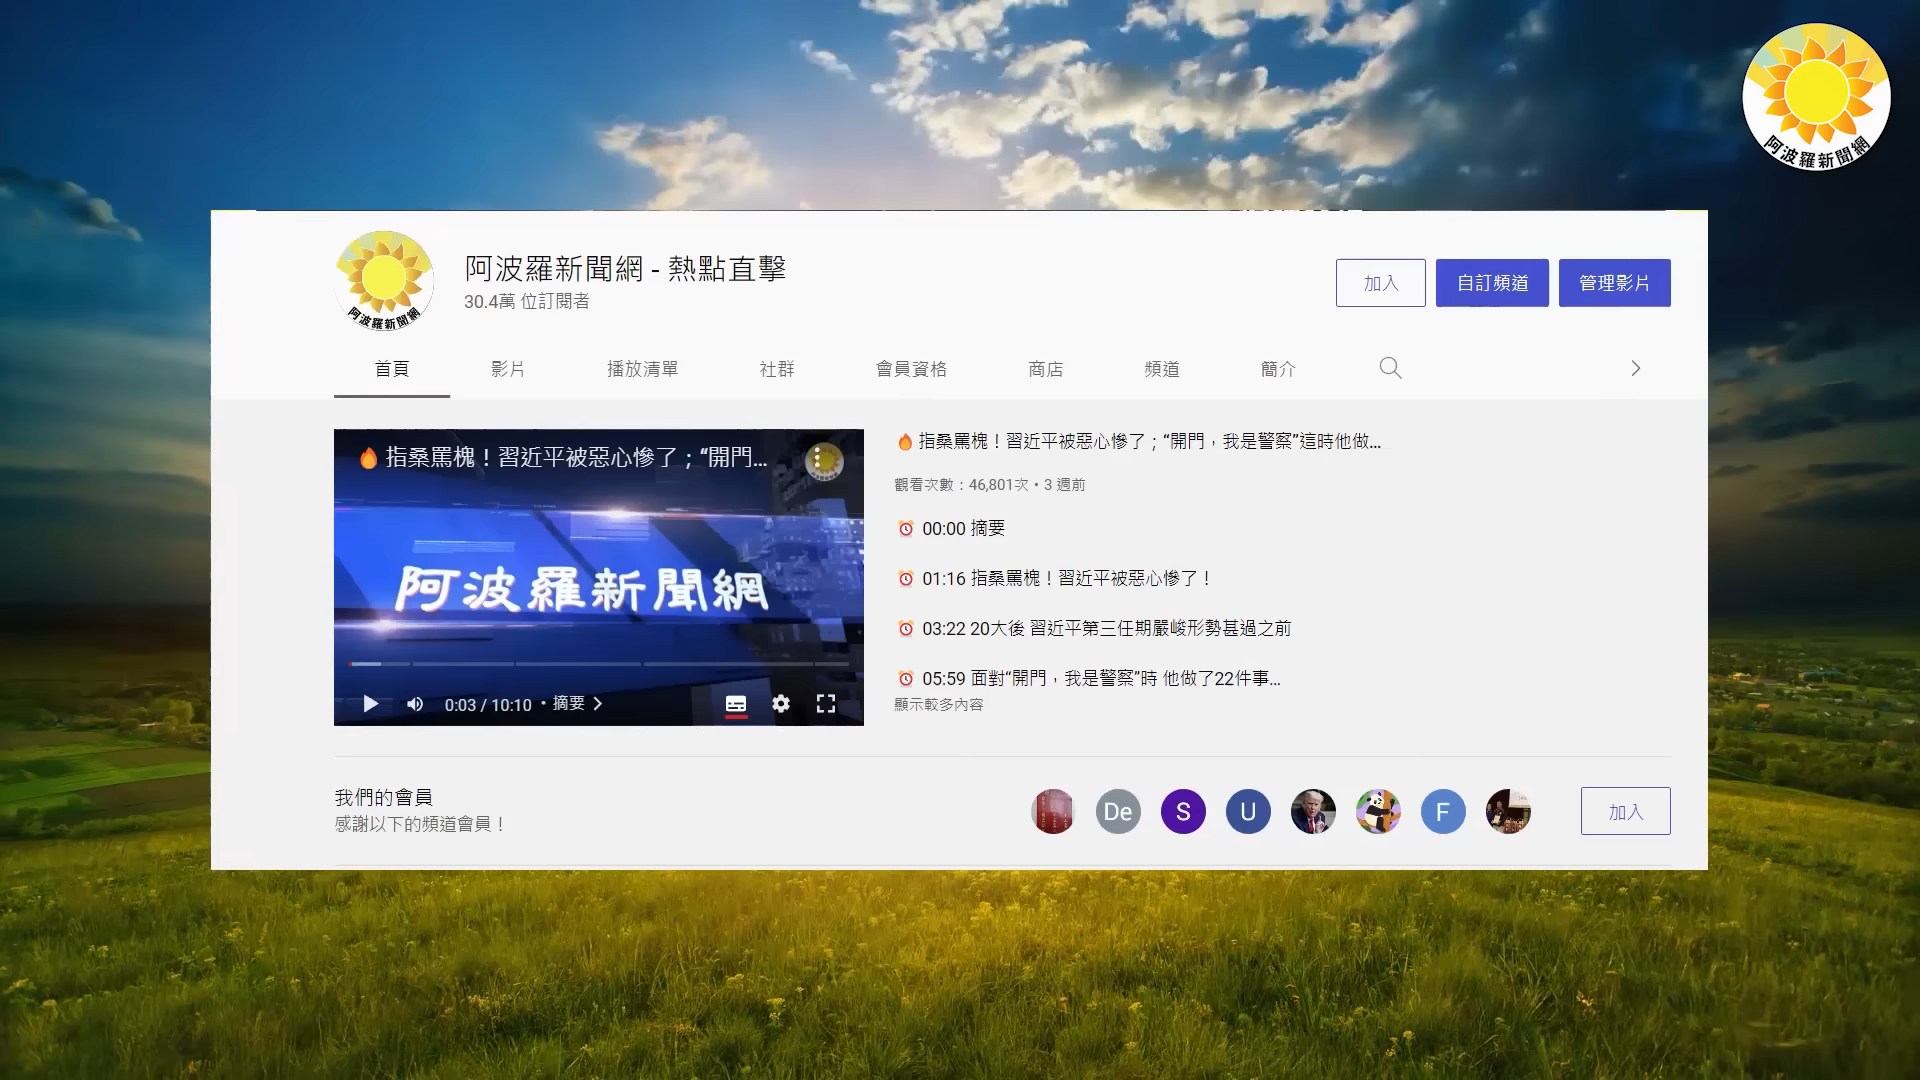 阿波羅新聞網
阿波羅新聞網 - 熱點直擊
30.4萬 位訂閱者
加入
自訂頻道
管理影片
阿波羅新聞網
首頁
影片
播放清單
社群
會員資格
商店
頻道
簡介
🔥 指桑罵槐！習近平被惡心慘了；“開門...
阿波羅新聞網
0:03 / 10:10 • 摘要
🔥 指桑罵槐！習近平被惡心慘了；“開門，我是警察”這時他做...
觀看次數：46,801次 • 3 週前
⏰ 00:00 摘要
⏰ 01:16 指桑罵槐！習近平被惡心慘了！
⏰ 03:22 20大後 習近平第三任期嚴峻形勢甚過之前
⏰ 05:59 面對“開門，我是警察”時 他做了22件事...
顯示較多內容
我們的會員
感謝以下的頻道會員！
De
S
U
F
加入